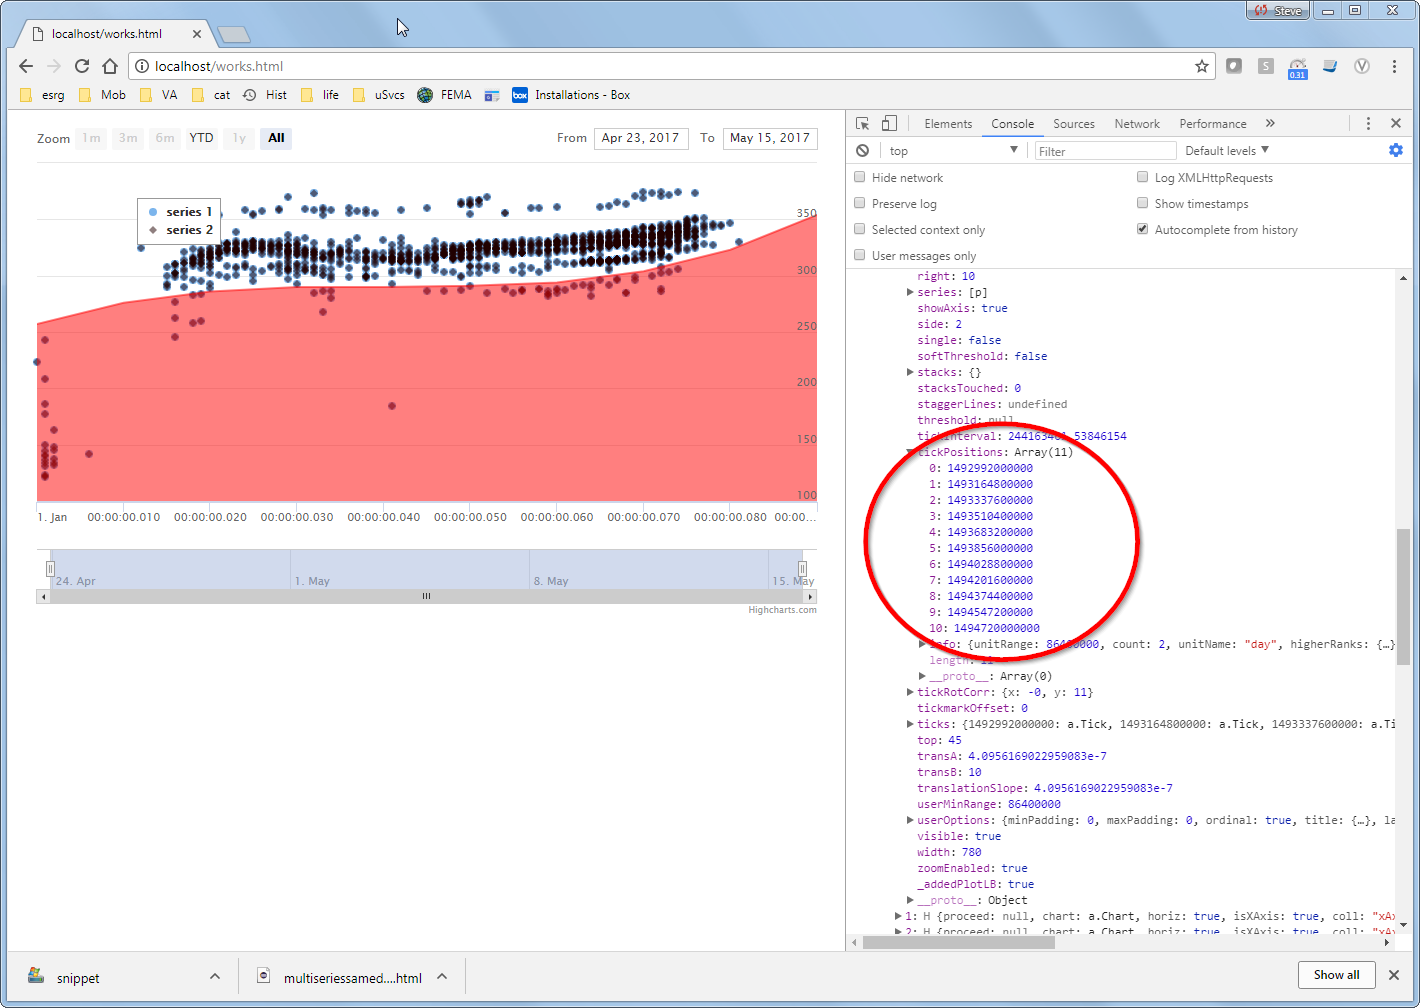 Steve
localhost/works.html
localhost/works.html
0.31
esrg Mob VA cat Hist life uSvcs FEMA box Installations - Box
Zoom 1m 3m 6m YTD 1y All From Apr 23, 2017 To May 15, 2017
series 1
series 2
350
300
250
200
150
100
1. Jan 00:00:00.010 00:00:00.020 00:00:00.030 00:00:00.040 00:00:00.050 00:00:00.060 00:00:00.070 00:00:00.080 00:00...
24. Apr 1. May 8. May 15. May
Highcharts.com
Elements Console Sources Network Performance »
top Filter Default levels
Hide network Log XMLHttpRequests
Preserve log Show timestamps
Selected context only Autocomplete from history
User messages only
right: 10
series: [p]
showAxis: true
side: 2
single: false
softThreshold: false
stacks: {}
stacksTouched: 0
staggerLines: undefined
threshold: null
tickInterval: 244163461.53846154
tickPositions: Array(11)
0: 1492992000000
1: 1493164800000
2: 1493337600000
3: 1493510400000
4: 1493683200000
5: 1493856000000
6: 1494028800000
7: 1494201600000
8: 1494374400000
9: 1494547200000
10: 1494720000000
info: {unitRange: 86400000, count: 2, unitName: "day", higherRanks: {…}
length: 11
__proto__: Array(0)
tickRotCorr: {x: -0, y: 11}
tickmarkOffset: 0
ticks: {1492992000000: a.Tick, 1493164800000: a.Tick, 1493337600000: a.Ti
top: 45
transA: 4.0956169022959083e-7
transB: 10
translationSlope: 4.0956169022959083e-7
userMinRange: 86400000
userOptions: {minPadding: 0, maxPadding: 0, ordinal: true, title: {…}, la
visible: true
width: 780
zoomEnabled: true
_addedPlotLB: true
__proto__: Object
1: H {proceed: null, chart: a.Chart, horiz: true, isXAxis: true, coll: "xAx
2: H {proceed: null, chart: a.Chart, horiz: true, isXAxis: true, coll: "xAx
snippet multiseriessamed....html Show all